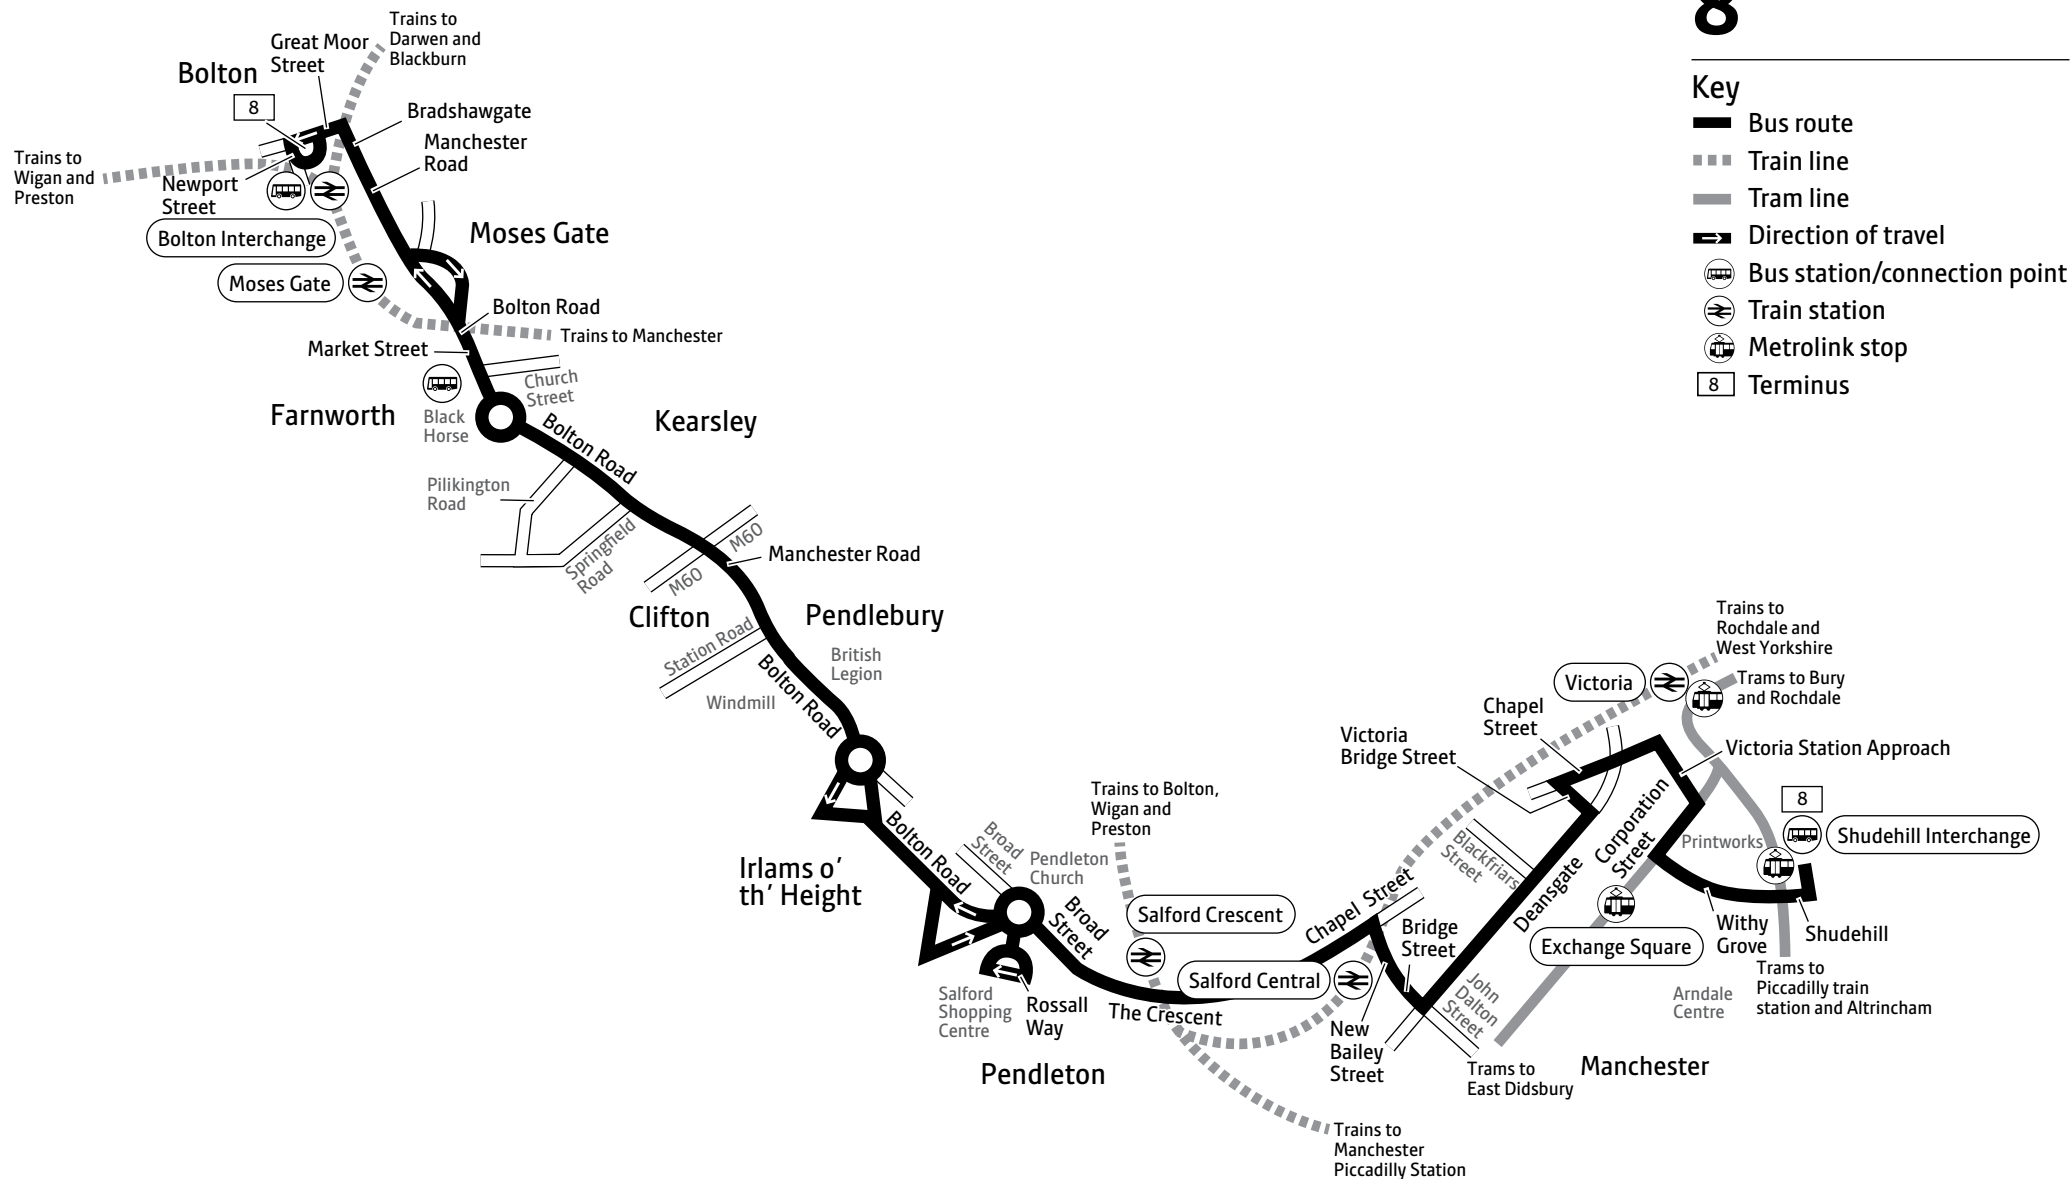 8
Key
Bus route
Train line
Tram line
Direction of travel
Bus station/connection point
Train station
Metrolink stop
8 Terminus
Trains to
Darwen and
Blackburn
Great Moor
Street
Bolton
8
Bradshawgate
Manchester
Road
Trains to
Wigan and
Preston
Newport
Street
Bolton Interchange
Moses Gate
Moses Gate
Bolton Road
Trains to Manchester
Market Street
Church
Street
Farnworth
Black
Horse
Kearsley
Bolton Road
Pilikington
Road
Springfield
Road
M60
M60
Manchester Road
Clifton
Pendlebury
Station Road
British
Legion
Windmill
Bolton Road
Irlams o’
th’ Height
Bolton Road
Broad
Street
Pendleton
Church
Broad
Street
Salford
Shopping
Centre
Rossall
Way
Pendleton
Trains to Bolton,
Wigan and
Preston
Salford Crescent
The Crescent
Salford Central
Chapel Street
Bridge
Street
New
Bailey
Street
Trains to
Manchester
Piccadilly Station
John
Dalton
Street
Trams to
East Didsbury
Manchester
Deansgate
Blackfriars
Street
Victoria
Bridge Street
Chapel
Street
Victoria
Trains to
Rochdale and
West Yorkshire
Trams to Bury
and Rochdale
Victoria Station Approach
Corporation
Street
Printworks
8
Shudehill Interchange
Exchange Square
Withy
Grove
Shudehill
Arndale
Centre
Trams to
Piccadilly train
station and Altrincham